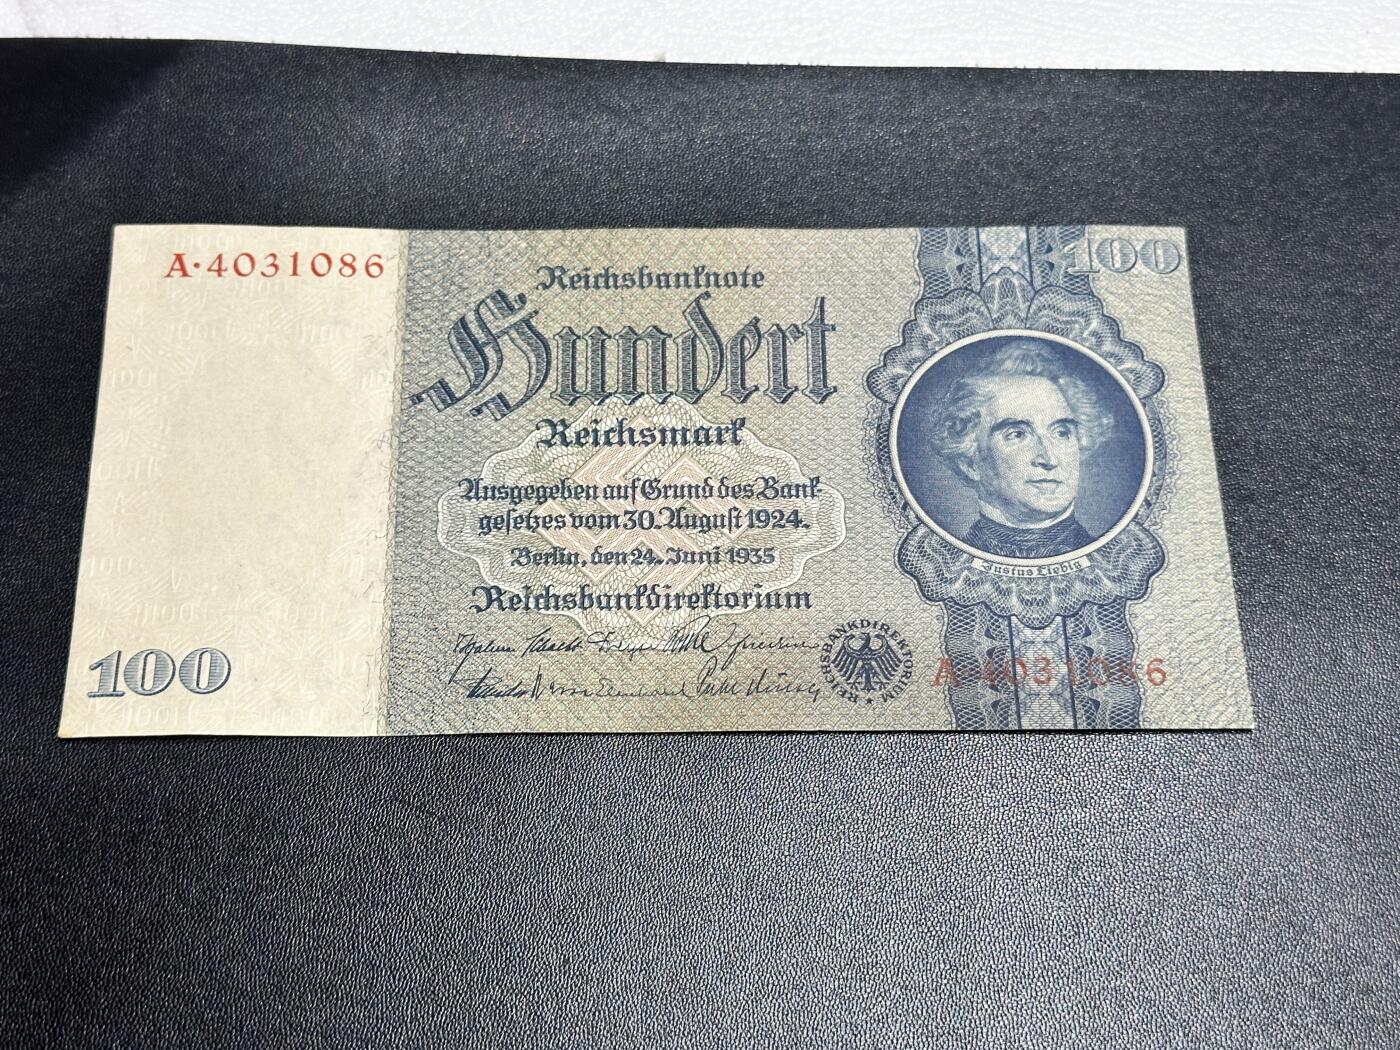 A·4031086
Reichsbanknote
100
Hundert
Reichsmark
Ausgegeben auf Grund des Bank-
gesetzes vom 30. August 1924.
Berlin, den 24. Juni 1935
Reichsbankdirektorium
Justus Liebig
REICHSBANKDIREKTORIUM
A·4031086
100